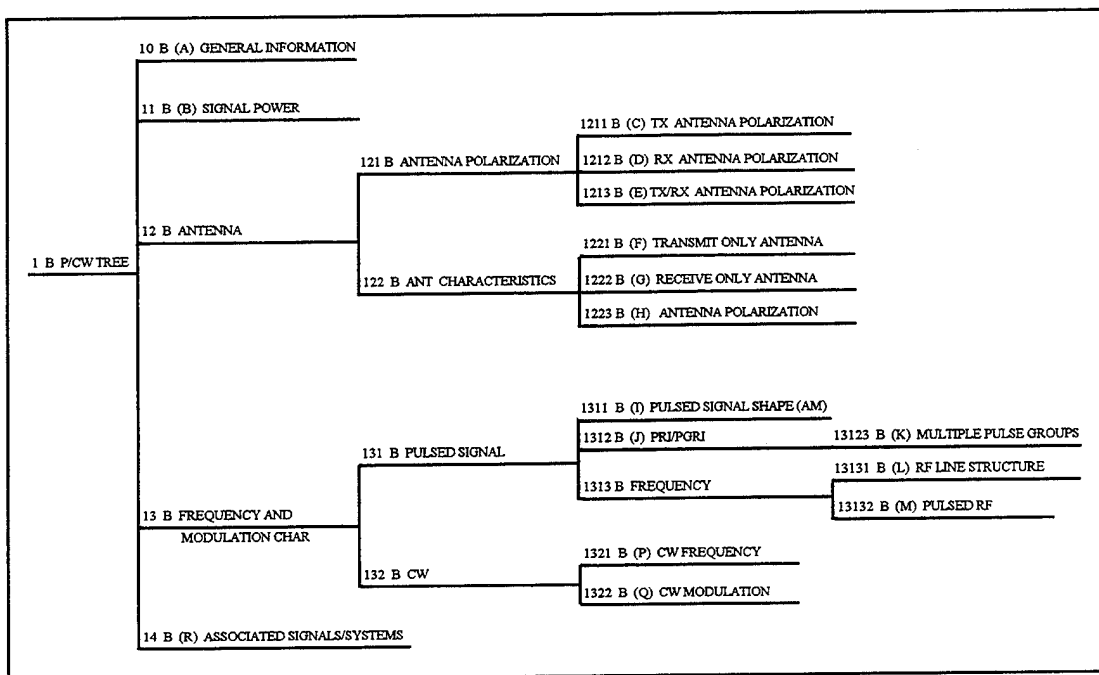 10 B (A) GENERAL INFORMATION
11 B (B) SIGNAL POWER
1211 B (C) TX ANTENNA POLARIZATION
121 B ANTENNA POLARIZATION
1212 B (D) RX ANTENNA POLARIZATION
1213 B (E) TX/RX ANTENNA POLARIZATION
12 B ANTENNA
1221 B (F) TRANSMIT ONLY ANTENNA
1 B P/CW TREE
122 B ANT CHARACTERISTICS
1222 B (G) RECEIVE ONLY ANTENNA
1223 B (H) ANTENNA POLARIZATION
1311 B (I) PULSED SIGNAL SHAPE (AM)
1312 B (J) PRI/PGRI
13123 B (K) MULTIPLE PULSE GROUPS
131 B PULSED SIGNAL
13131 B (L) RF LINE STRUCTURE
1313 B FREQUENCY
13132 B (M) PULSED RF
13 B FREQUENCY AND
MODULATION CHAR
1321 B (P) CW FREQUENCY
132 B CW
1322 B (Q) CW MODULATION
14 B (R) ASSOCIATED SIGNALS/SYSTEMS